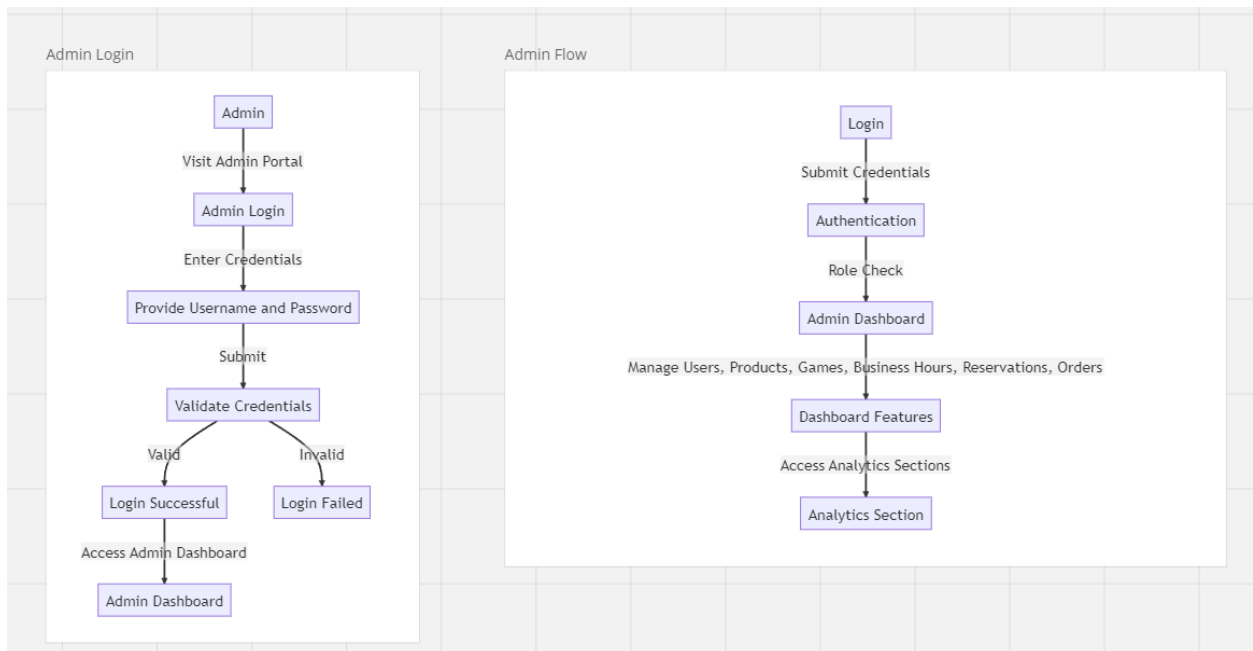 Admin Login
Admin
Visit Admin Portal
Admin Login
Enter Credentials
Provide Username and Password
Submit
Validate Credentials
Valid
Invalid
Login Successful
Login Failed
Access Admin Dashboard
Admin Dashboard
Admin Flow
Login
Submit Credentials
Authentication
Role Check
Admin Dashboard
Manage Users, Products, Games, Business Hours, Reservations, Orders
Dashboard Features
Access Analytics Sections
Analytics Section